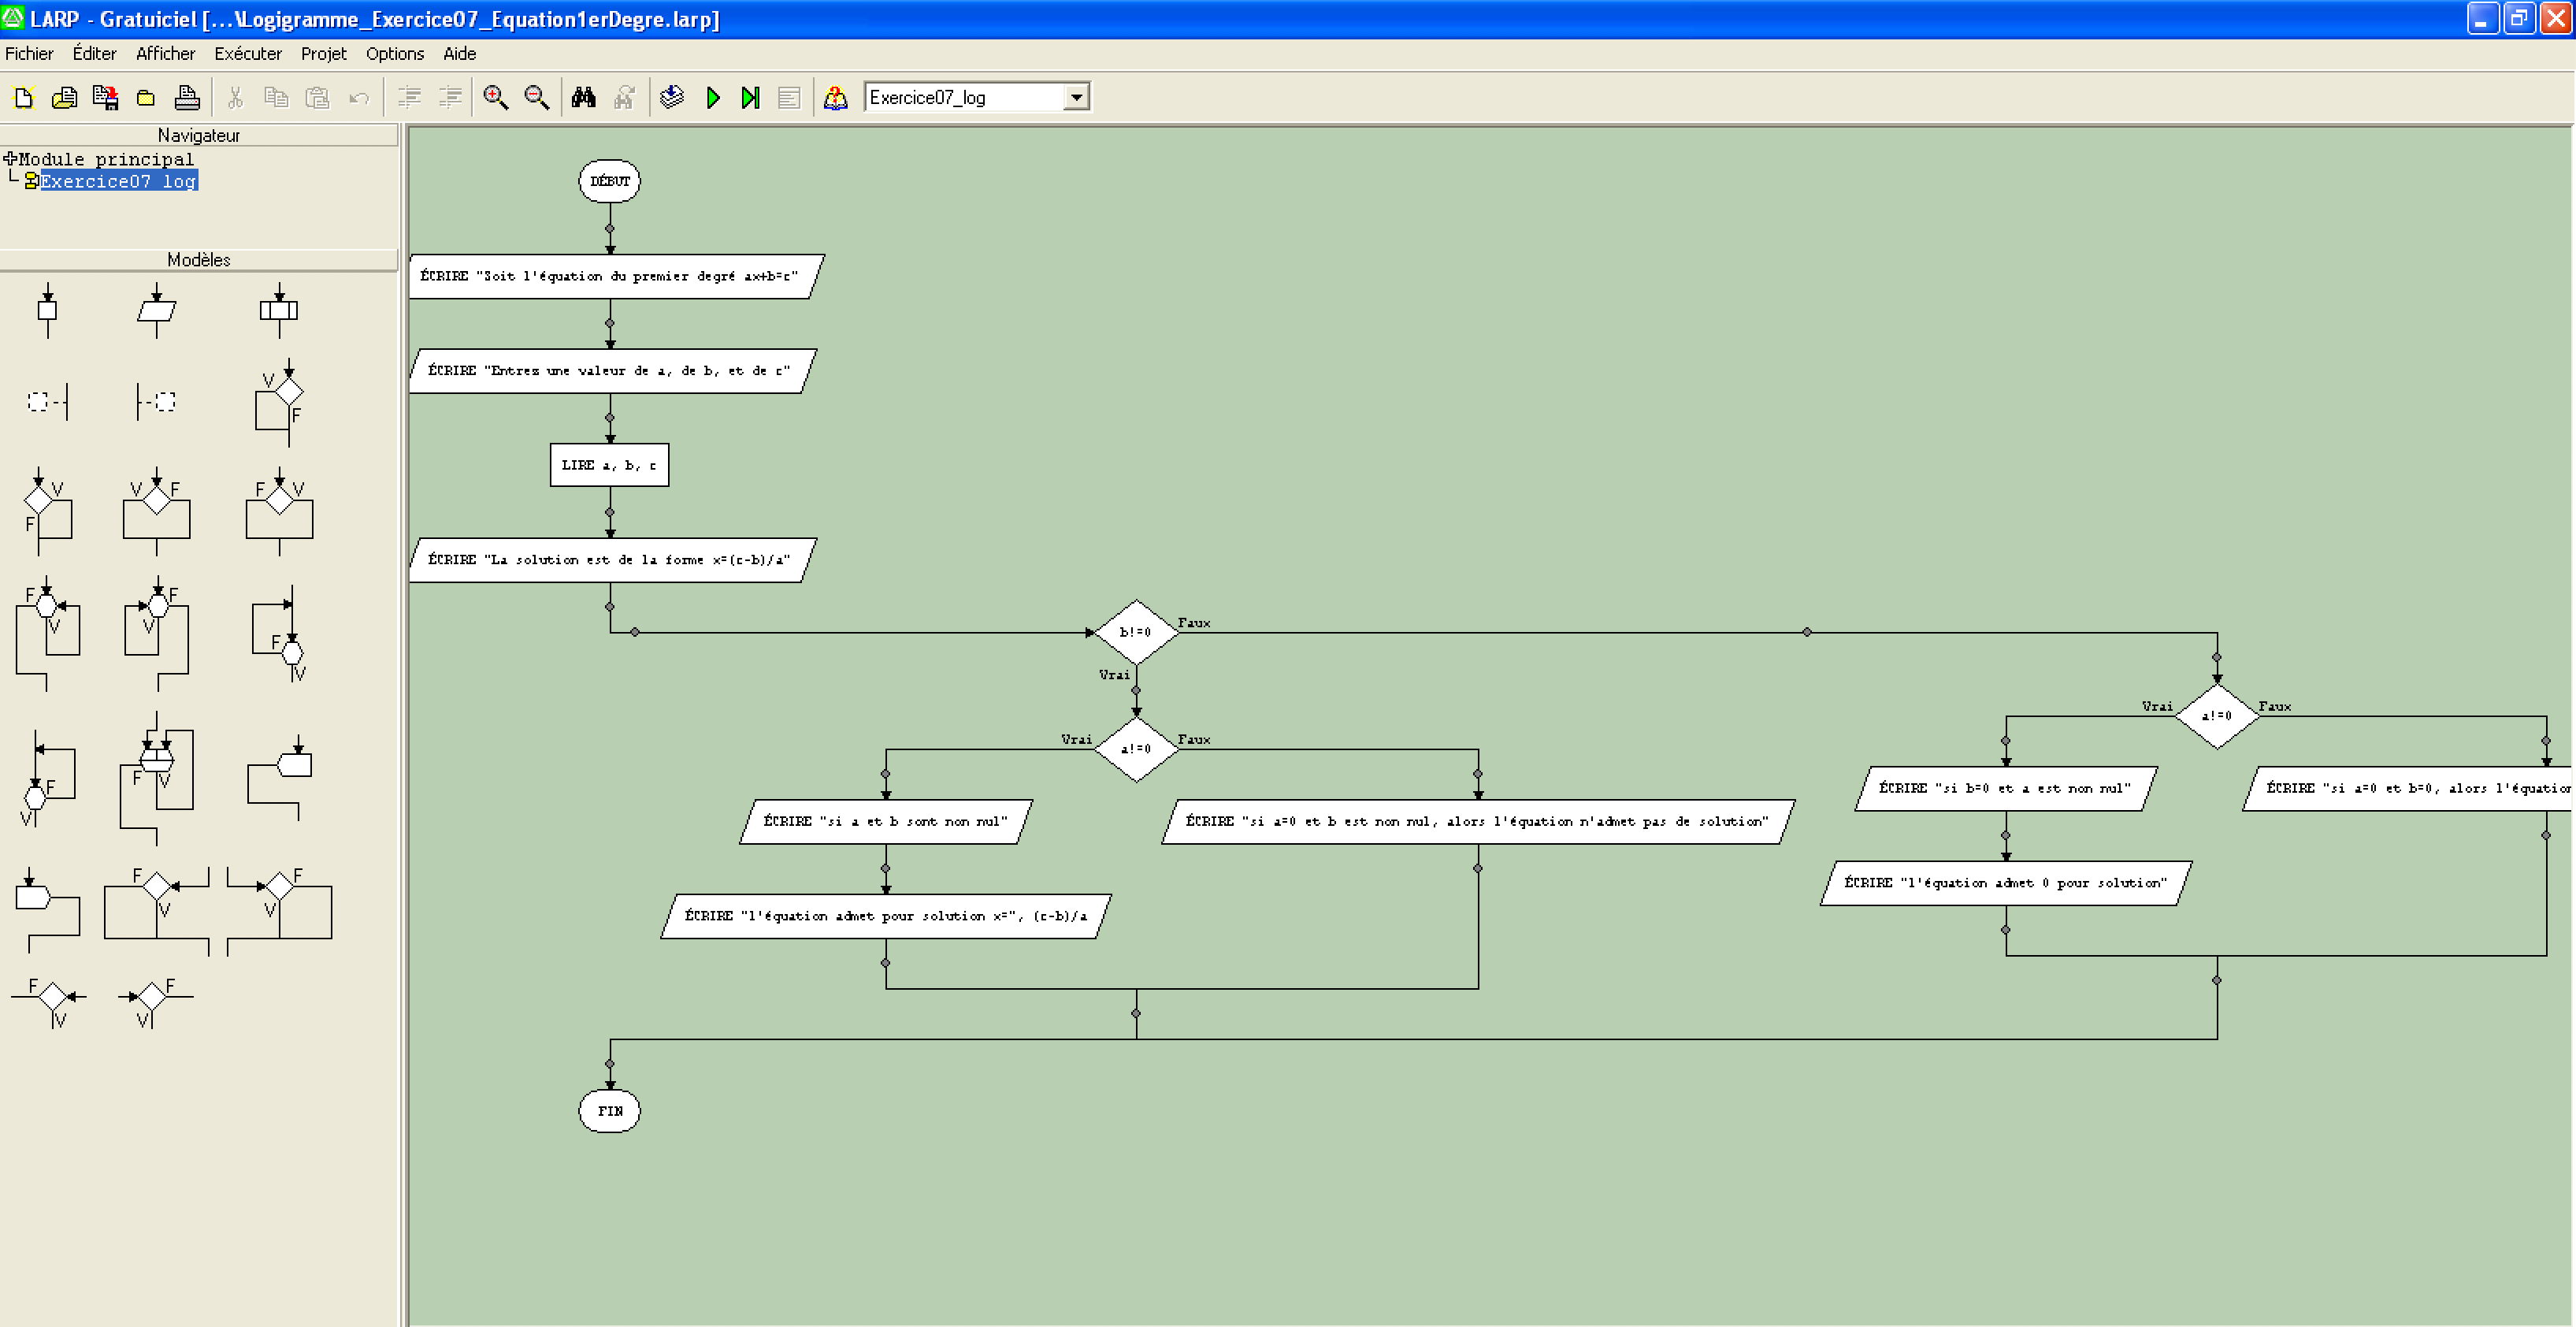 LARP - Gratuiciel [...\Logigramme_Exercice07_Equation1erDegre.larp]
Fichier Éditer Afficher Exécuter Projet Options Aide
Exercice07_log
Navigateur
Module principal
Exercice07_log
Modèles
V
F
V
F
V F
F V
F
V
F
V
F
V
F
V
F
V
F
V
F
V
F
V
F
V
DÉBUT
ÉCRIRE "Soit l'équation du premier degré ax+b=c"
ÉCRIRE "Entrez une valeur de a, de b, et de c"
LIRE a, b, c
ÉCRIRE "La solution est de la forme x=(c-b)/a"
b!=0
Faux
Vrai
a!=0
Vrai
Faux
ÉCRIRE "si a et b sont non nul"
ÉCRIRE "l'équation admet pour solution x=", (c-b)/a
ÉCRIRE "si a=0 et b est non nul, alors l'équation n'admet pas de solution"
a!=0
Vrai
Faux
ÉCRIRE "si b=0 et a est non nul"
ÉCRIRE "l'équation admet 0 pour solution"
ÉCRIRE "si a=0 et b=0, alors l'équation
FIN